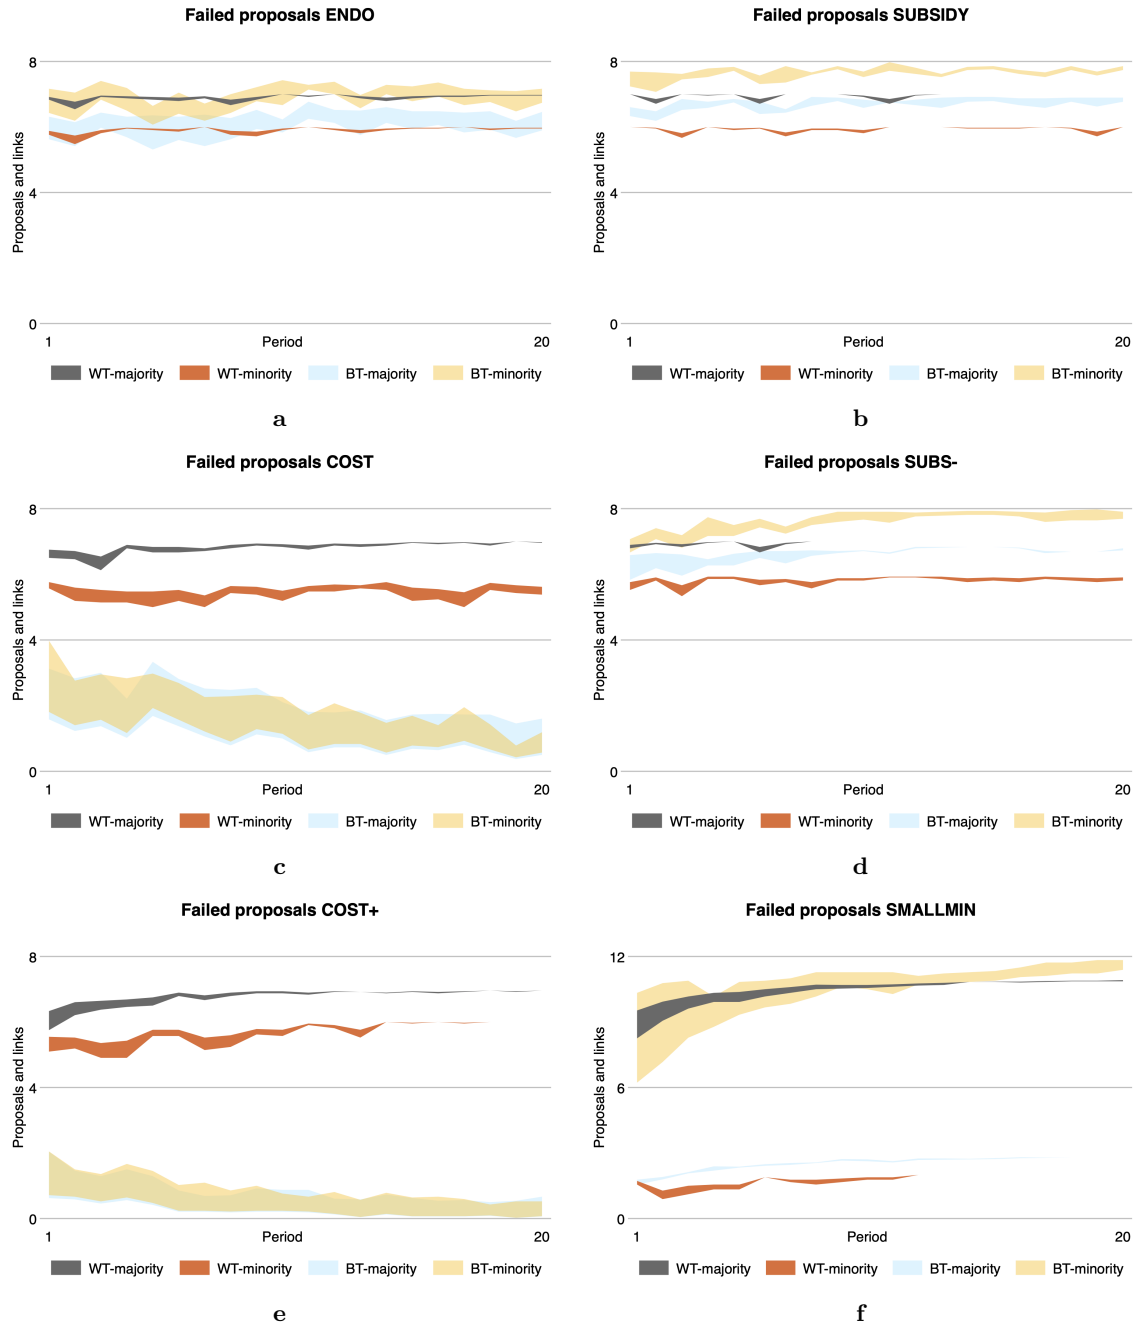 Failed proposals ENDO
8
4
0
Proposals and links
1
Period
20
WT-majority WT-minority BT-majority BT-minority
a
Failed proposals SUBSIDY
8
4
0
Proposals and links
1
Period
20
WT-majority WT-minority BT-majority BT-minority
b
Failed proposals COST
8
4
0
Proposals and links
1
Period
20
WT-majority WT-minority BT-majority BT-minority
c
Failed proposals SUBS-
8
4
0
Proposals and links
1
Period
20
WT-majority WT-minority BT-majority BT-minority
d
Failed proposals COST+
8
4
0
Proposals and links
1
Period
20
WT-majority WT-minority BT-majority BT-minority
e
Failed proposals SMALLMIN
12
6
0
Proposals and links
1
Period
20
WT-majority WT-minority BT-majority BT-minority
f